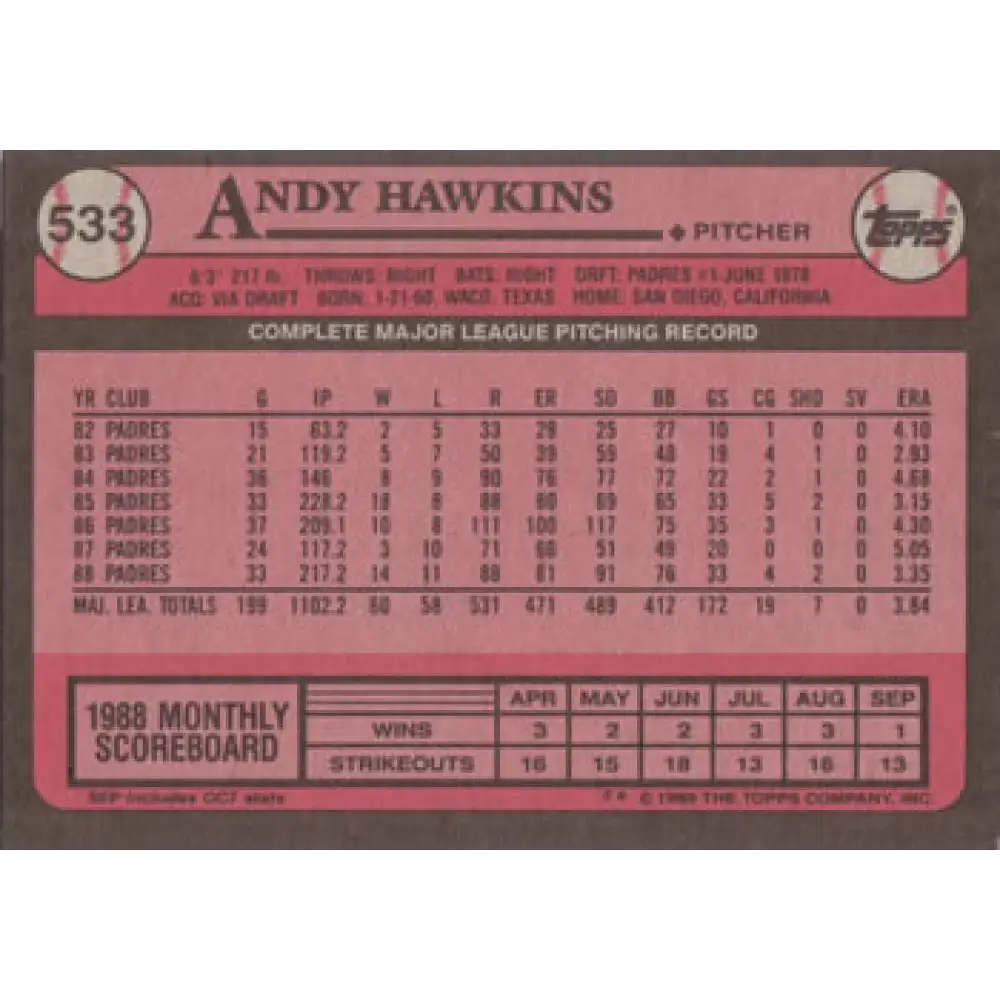 533
ANDY HAWKINS
PITCHER
topps®
6'3" 217 lb. THROWS: RIGHT BATS: RIGHT DRFT: PADRES #1-JUNE 1978
ACQ: VIA DRAFT BORN: 1-21-60, WACO, TEXAS HOME: SAN DIEGO, CALIFORNIA
COMPLETE MAJOR LEAGUE PITCHING RECORD
YR CLUB G IP W L R ER SO BB GS CG SHO SV ERA
82 PADRES 15 63.2 2 5 33 29 25 27 10 1 0 0 4.10
83 PADRES 21 119.2 5 7 50 39 59 48 19 4 1 0 2.93
84 PADRES 36 146 8 9 90 76 77 72 22 2 1 0 4.68
85 PADRES 33 228.2 18 8 88 80 69 65 33 5 2 0 3.15
86 PADRES 37 209.1 10 8 111 100 117 75 35 3 1 0 4.30
87 PADRES 24 117.2 3 10 71 66 51 49 20 0 0 0 5.05
88 PADRES 33 217.2 14 11 88 81 91 76 33 4 2 0 3.35
MAJ. LEA. TOTALS 199 1102.2 60 58 531 471 489 412 172 19 7 0 3.84
1988 MONTHLY SCOREBOARD
APR MAY JUN JUL AUG SEP
WINS 3 2 2 3 3 1
STRIKEOUTS 16 15 18 13 16 13
SEP includes OCT stats
© 1989 THE TOPPS COMPANY, INC.